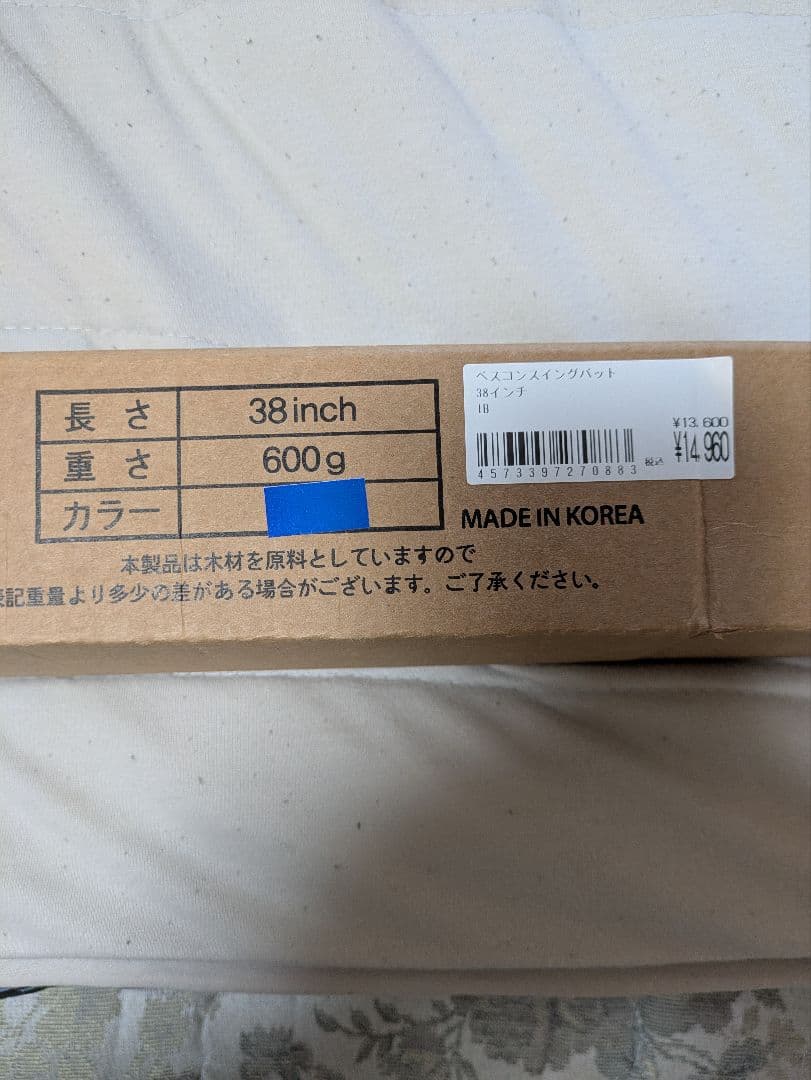 長さ 38inch
重さ 600g
カラー
ベスコンスイングバット
38インチ
1B
¥13,600
税込 ¥14,960
4573397270883
MADE IN KOREA
本製品は木材を原料としていますので
表記重量より多少の差がある場合がございます。ご了承ください。